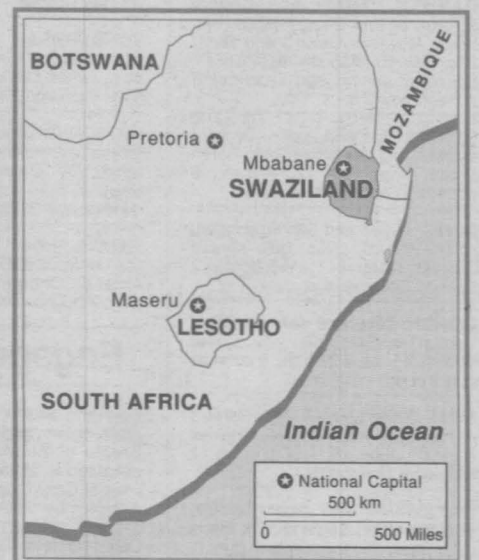 BOTSWANA
MOZAMBIQUE
Pretoria
Mbabane
SWAZILAND
Maseru
LESOTHO
SOUTH AFRICA
Indian Ocean
National Capital
500 km
0
500 Miles